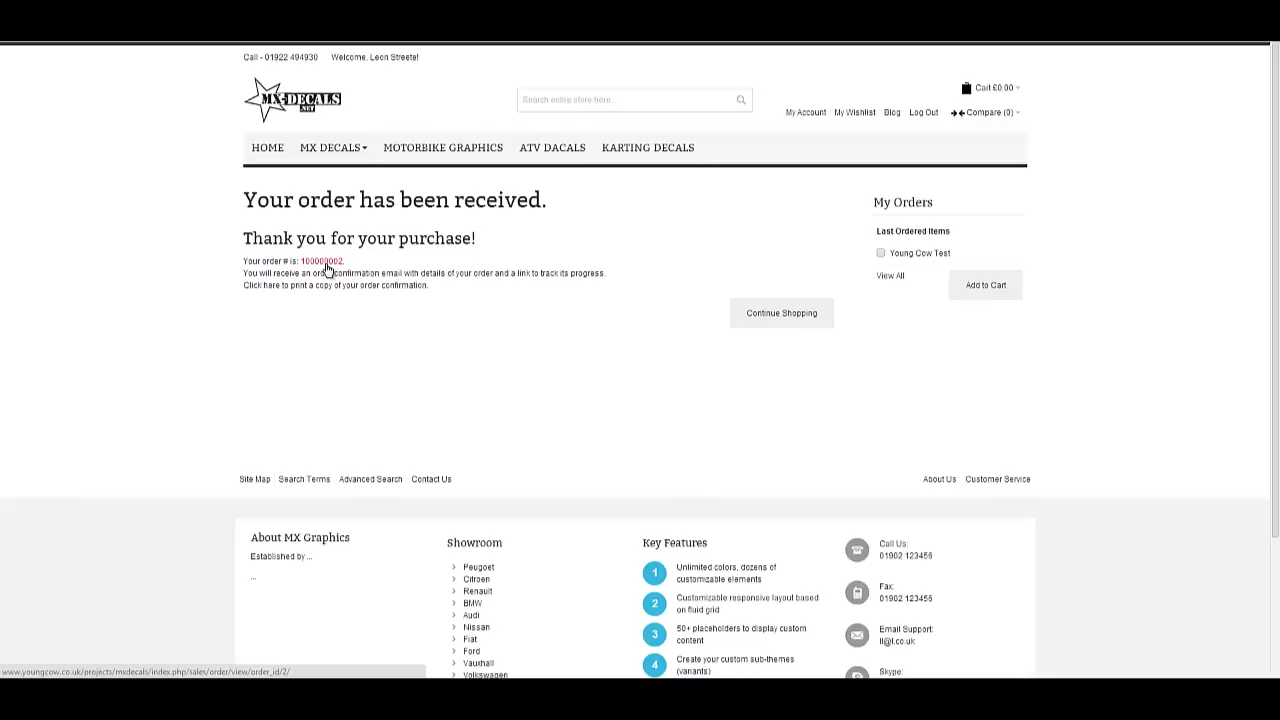 Call - 01922 494930 Welcome, Leon Streete!
MX-DECALS
.NET
Search entire store here...
Cart £0.00
My Account My Wishlist Blog Log Out Compare (0)
HOME MX DECALS MOTORBIKE GRAPHICS ATV DACALS KARTING DECALS
Your order has been received.
Thank you for your purchase!
Your order # is: 100000002.
You will receive an order confirmation email with details of your order and a link to track its progress.
Click here to print a copy of your order confirmation.
Continue Shopping
My Orders
Last Ordered Items
Young Cow Test
View All
Add to Cart
Site Map Search Terms Advanced Search Contact Us
About Us Customer Service
About MX Graphics
Established by ...
...
Showroom
Peugoet
Citroen
Renault
BMW
Audi
Nissan
Fiat
Ford
Vauxhall
Volkswagen
Key Features
1 Unlimited colors, dozens of
customizable elements
2 Customizable responsive layout based
on fluid grid
3 50+ placeholders to display custom
content
4 Create your custom sub-themes
(variants)
Call Us:
01902 123456
Fax:
01902 123456
Email Support:
Skype:
www.youngcow.co.uk/projects/mxdecals/index.php/sales/order/view/order_id/2/